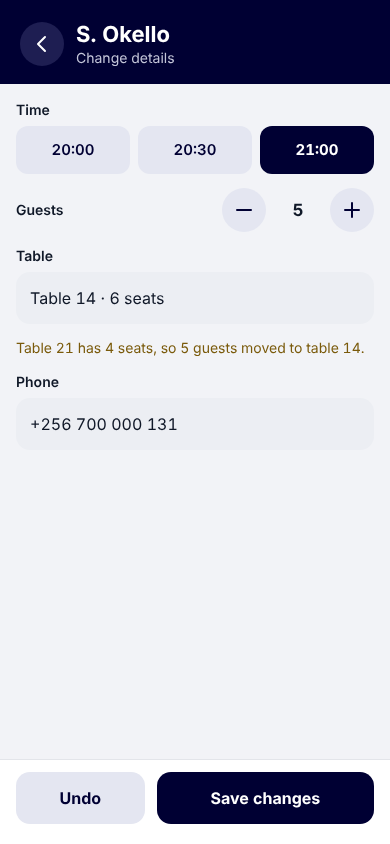 S. Okello
Change details
Time
20:00 20:30 21:00
Guests 5
Table
Table 14 · 6 seats
Table 21 has 4 seats, so 5 guests moved to table 14.
Phone
+256 700 000 131
Undo Save changes